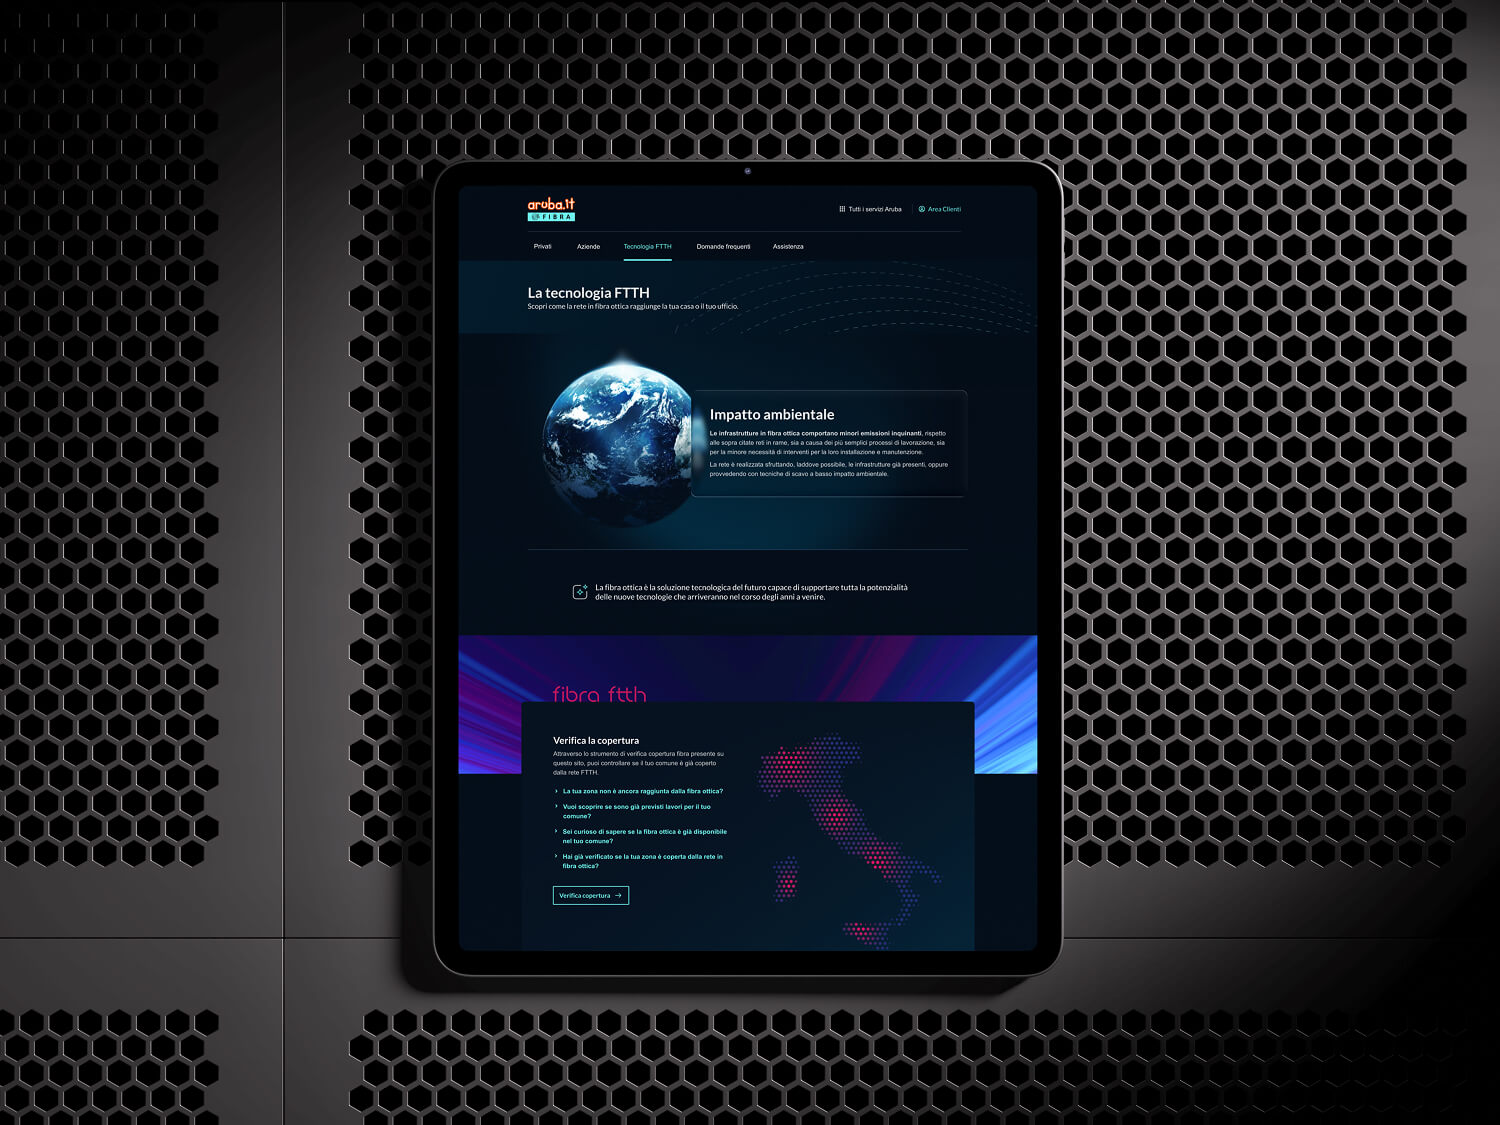 aruba.it
FIBRA
Tutti i servizi Aruba
Area Clienti
Privati
Aziende
Tecnologia FTTH
Domande frequenti
Assistenza
La tecnologia FTTH
Scopri come la rete in fibra ottica raggiunge la tua casa o il tuo ufficio.
Impatto ambientale
Le infrastrutture in fibra ottica comportano minori emissioni inquinanti, rispetto
alle sopra citate reti in rame, sia a causa dei più semplici processi di lavorazione, sia
per la minore necessità di interventi per la loro installazione e manutenzione.
La rete è realizzata sfruttando, laddove possibile, le infrastrutture già presenti, oppure
provvedendo con tecniche di scavo a basso impatto ambientale.
La fibra ottica è la soluzione tecnologica del futuro capace di supportare tutta la potenzialità
delle nuove tecnologie che arriveranno nel corso degli anni a venire.
fibra ftth
Verifica la copertura
Attraverso lo strumento di verifica copertura fibra presente su
questo sito, puoi controllare se il tuo comune è già coperto
dalla rete FTTH.
La tua zona non è ancora raggiunta dalla fibra ottica?
Vuoi scoprire se sono già previsti lavori per il tuo
comune?
Sei curioso di sapere se la fibra ottica è già disponibile
nel tuo comune?
Hai già verificato se la tua zona è coperta dalla rete in
fibra ottica?
Verifica copertura